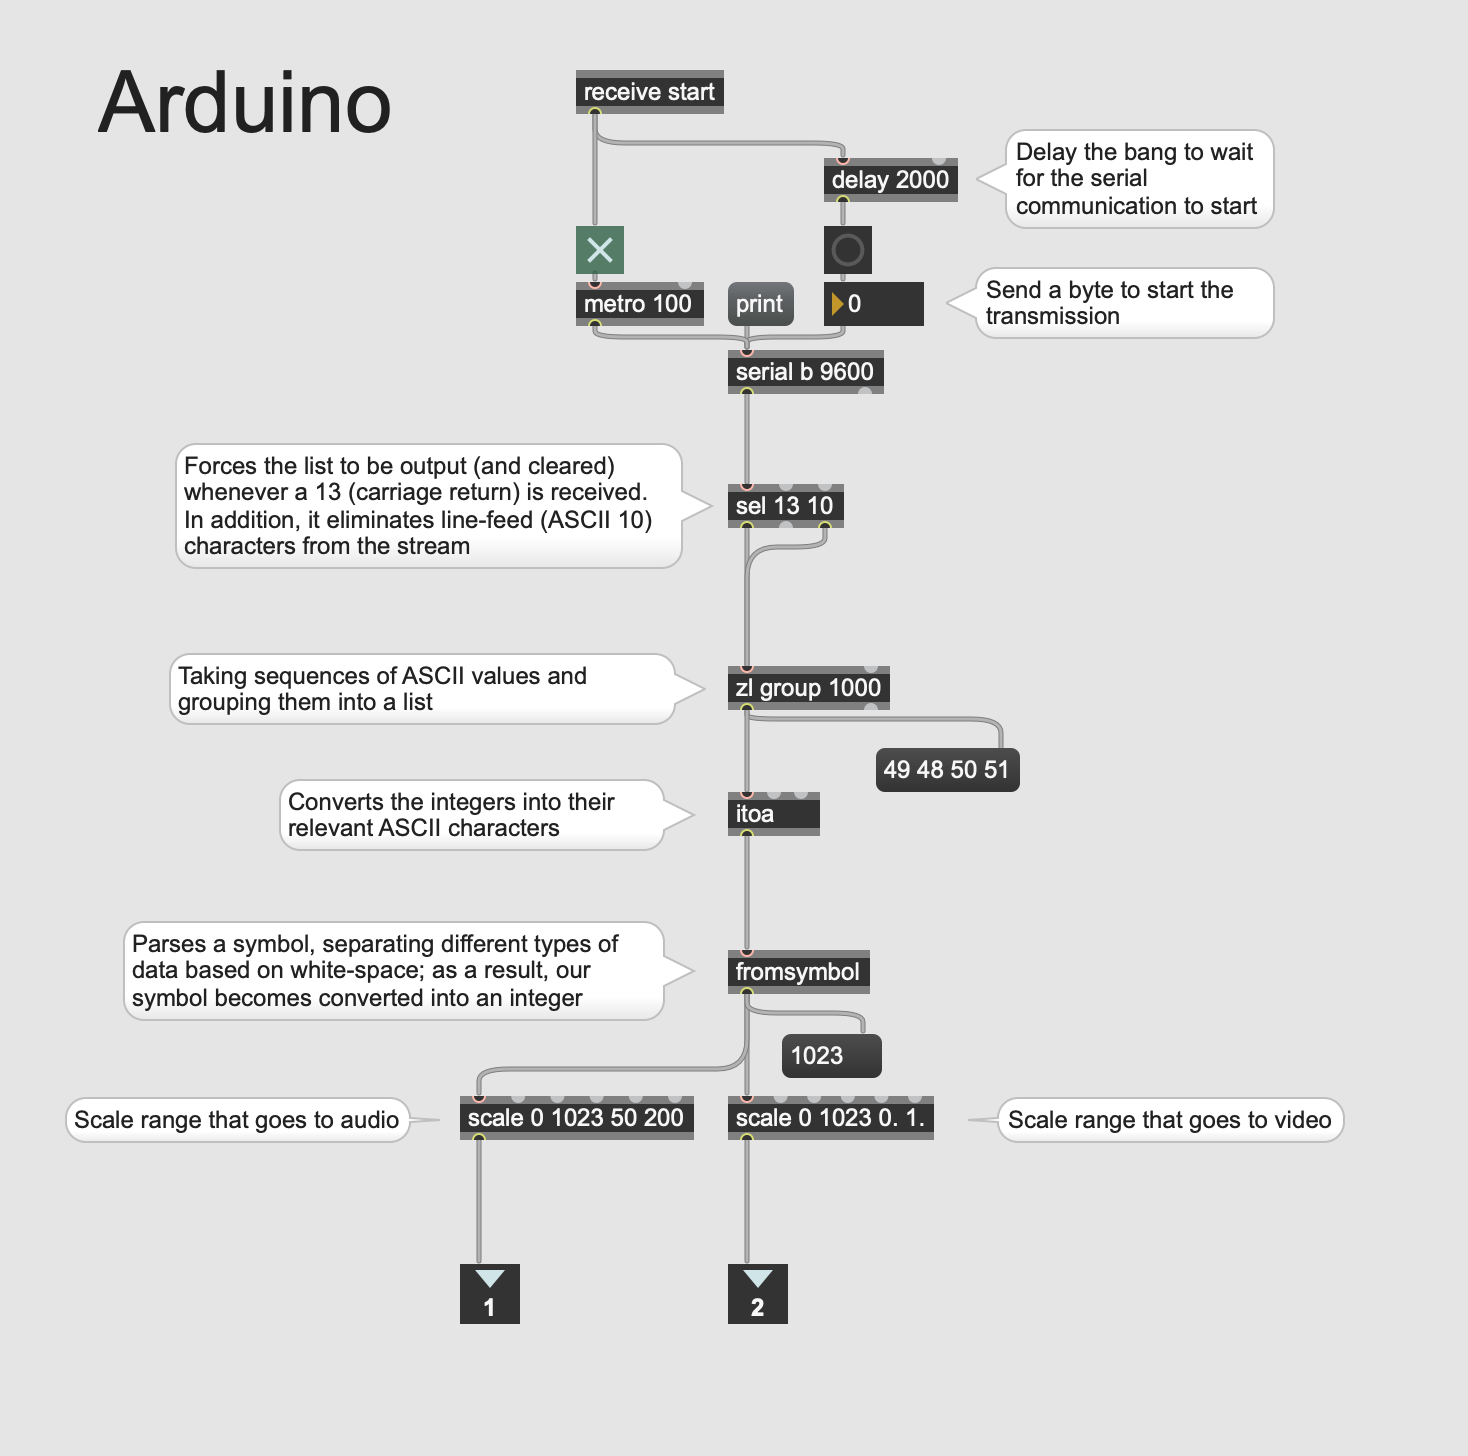 Arduino
receive start
delay 2000
Delay the bang to wait
for the serial
communication to start
metro 100
print
0
Send a byte to start the
transmission
serial b 9600
Forces the list to be output (and cleared)
whenever a 13 (carriage return) is received.
In addition, it eliminates line-feed (ASCII 10)
characters from the stream
sel 13 10
Taking sequences of ASCII values and
grouping them into a list
zl group 1000
49 48 50 51
Converts the integers into their
relevant ASCII characters
itoa
Parses a symbol, separating different types of
data based on white-space; as a result, our
symbol becomes converted into an integer
fromsymbol
1023
Scale range that goes to audio
scale 0 1023 50 200
scale 0 1023 0. 1.
Scale range that goes to video
1
2